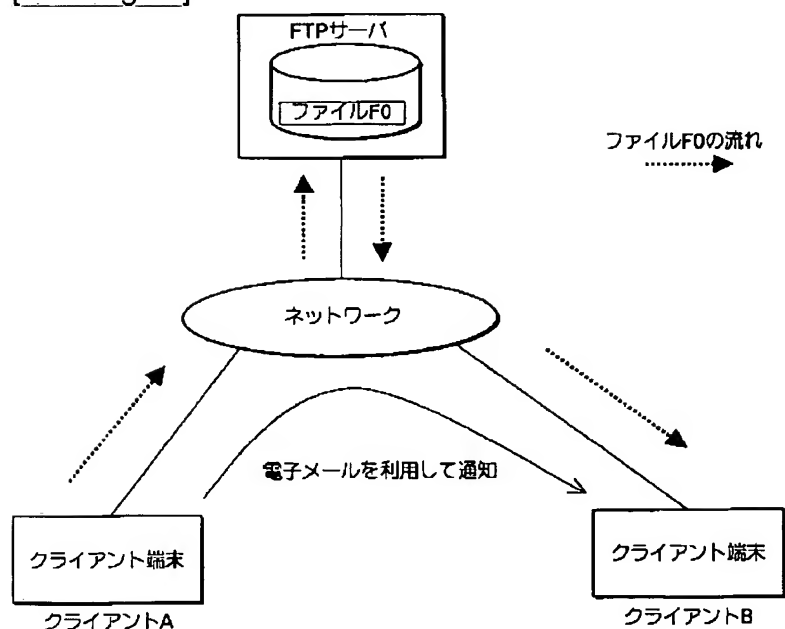 FTPサーバ
ファイルF0
ファイルF0の流れ
ネットワーク
電子メールを利用して通知
クライアント端末
クライアント端末
クライアントA
クライアントB